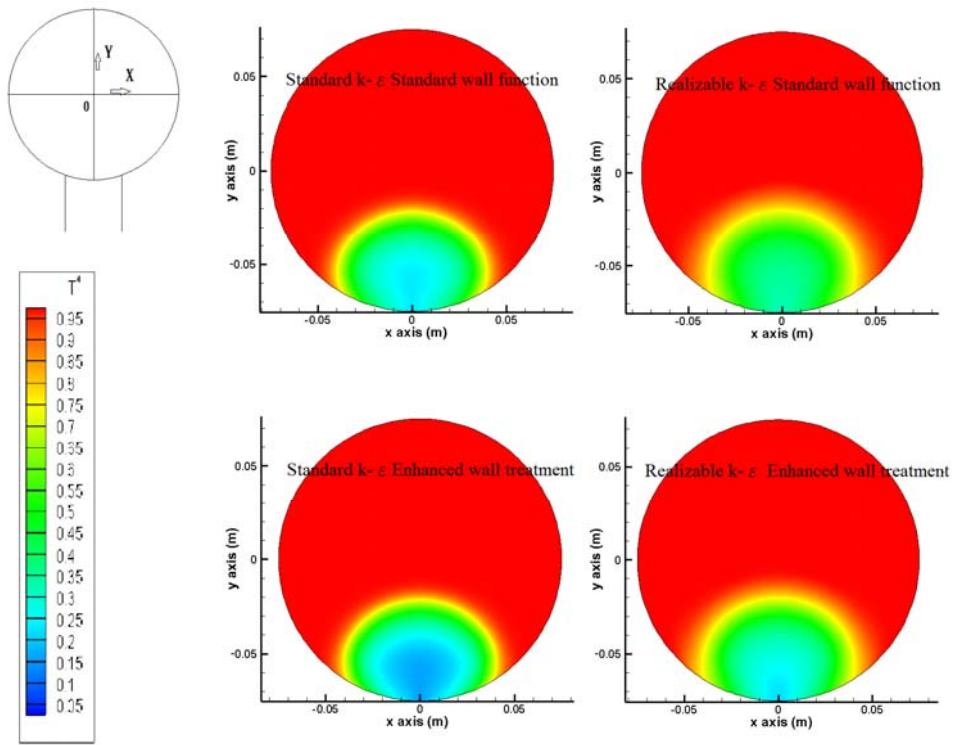 Y
X
0
T*
0.95
0.9
0.85
0.8
0.75
0.7
0.65
0.6
0.55
0.5
0.45
0.4
0.35
0.3
0.25
0.2
0.15
0.1
0.05
Standard k- ε Standard wall function
y axis (m)
0.05
0
-0.05
-0.05
0
0.05
x axis (m)
Realizable k- ε Standard wall function
y axis (m)
0.05
0
-0.05
-0.05
0
0.05
x axis (m)
Standard k- ε Enhanced wall treatment
y axis (m)
0.05
0
-0.05
-0.05
0
0.05
x axis (m)
Realizable k- ε Enhanced wall treatment
y axis (m)
0.05
0
-0.05
-0.05
0
0.05
x axis (m)